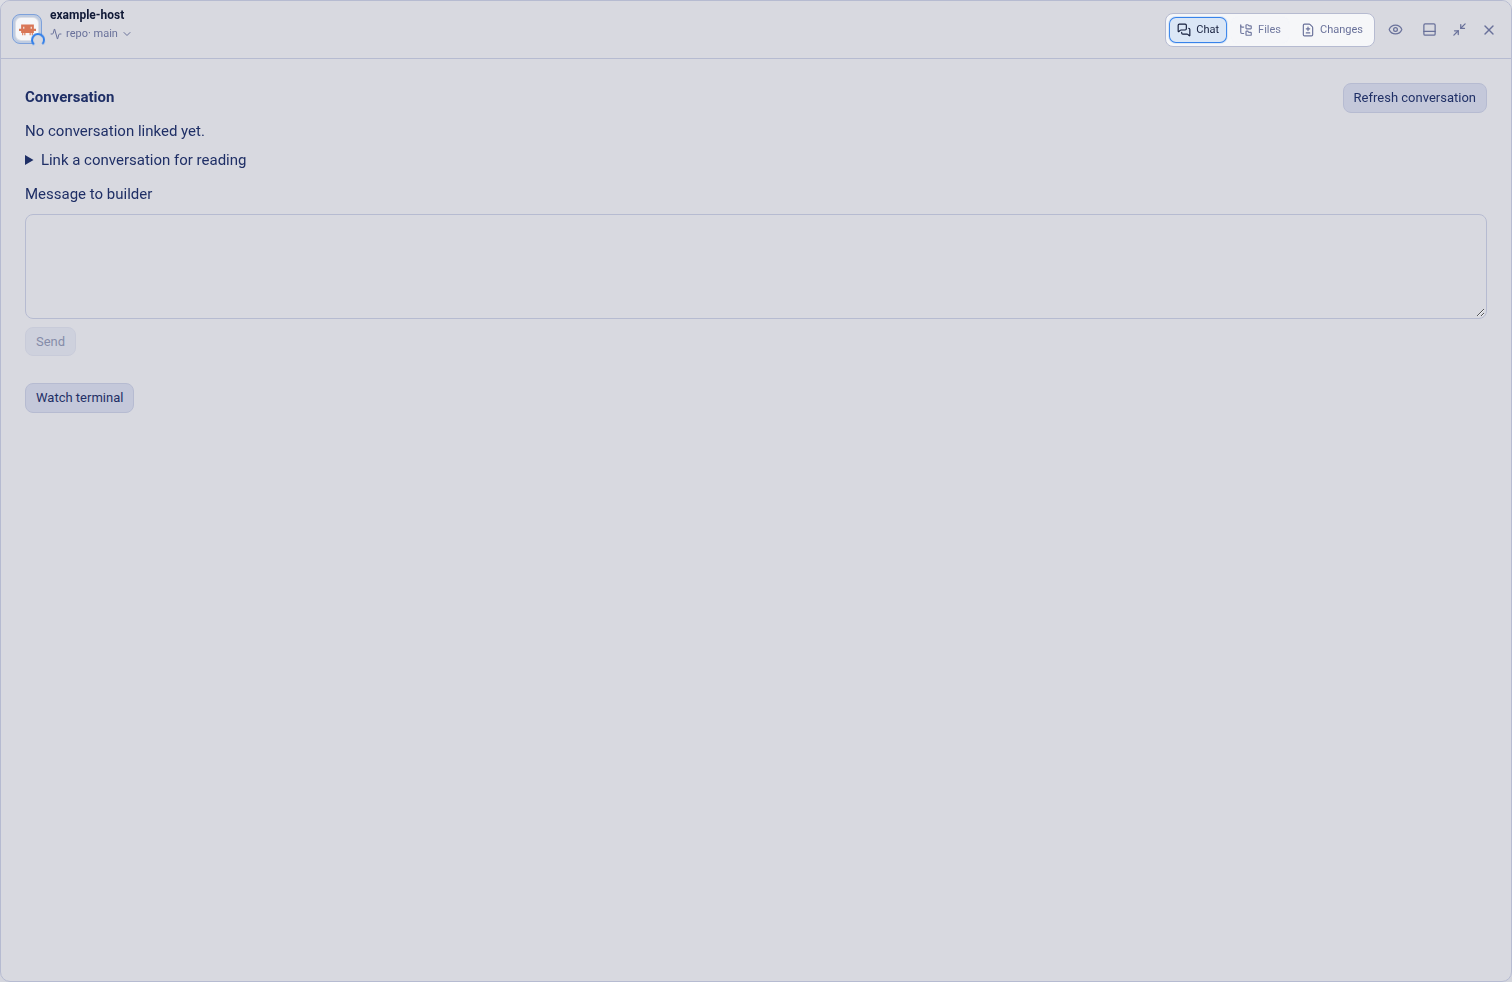 example-host
repo· main
Chat
Files
Changes
Conversation
Refresh conversation
No conversation linked yet.
Link a conversation for reading
Message to builder
Send
Watch terminal